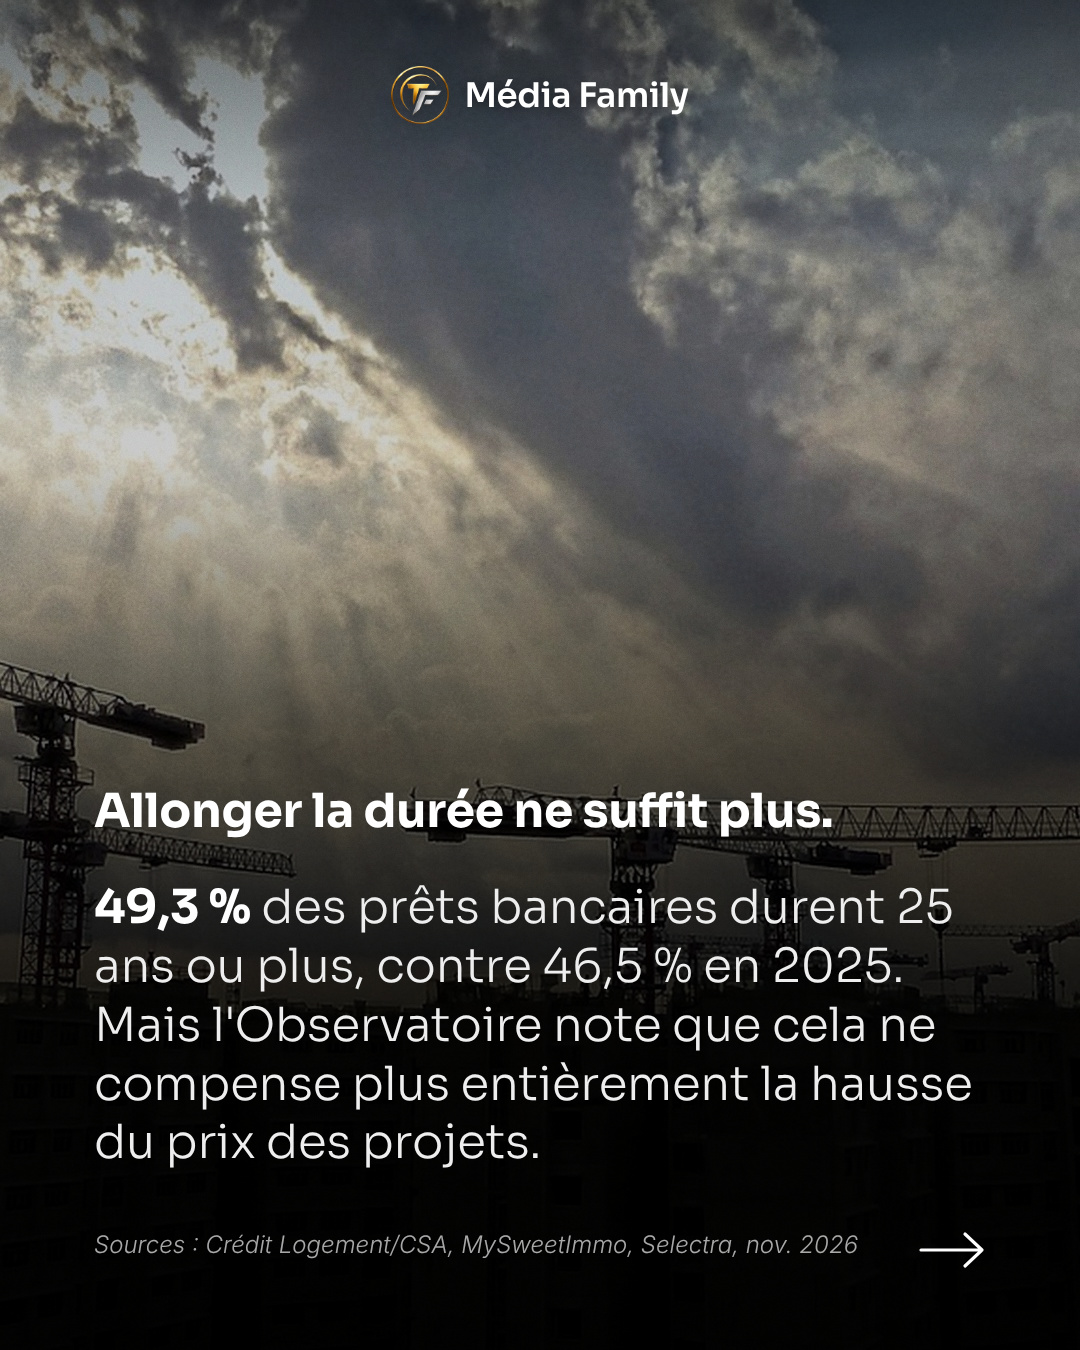 TF Média Family
Allonger la durée ne suffit plus.
49,3 % des prêts bancaires durent 25
ans ou plus, contre 46,5 % en 2025.
Mais l'Observatoire note que cela ne
compense plus entièrement la hausse
du prix des projets.
Sources : Crédit Logement/CSA, MySweetImmo, Selectra, nov. 2026